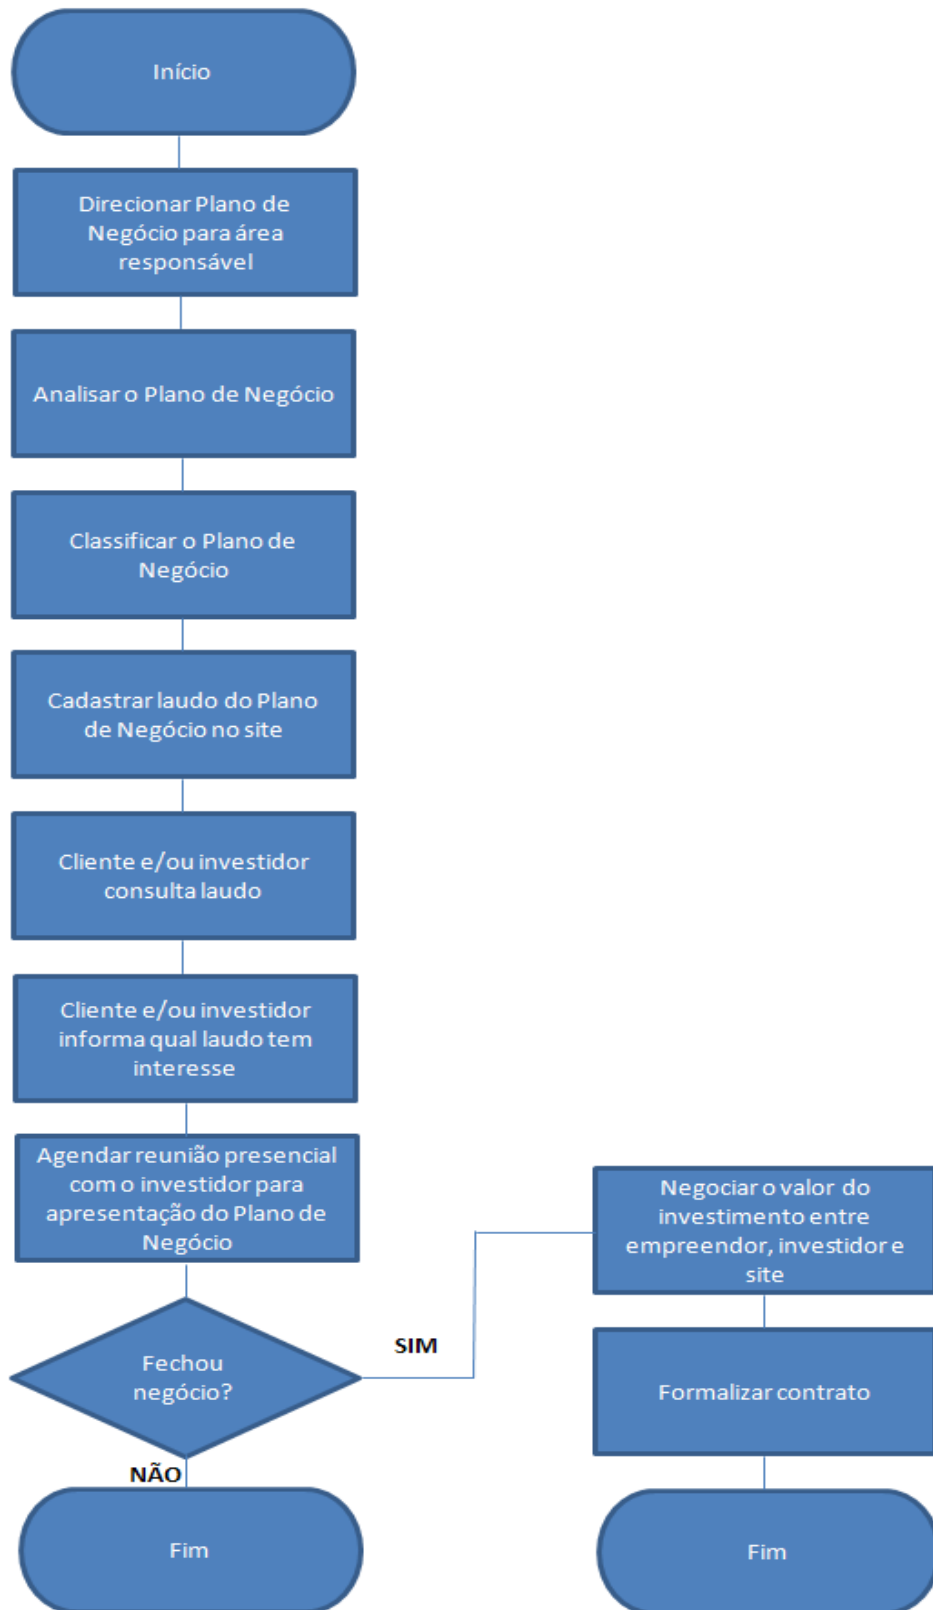 Início
Direcionar Plano de
Negócio para área
responsável
Analisar o Plano de Negócio
Classificar o Plano de
Negócio
Cadastrar laudo do Plano
de Negócio no site
Cliente e/ou investidor
consulta laudo
Cliente e/ou investidor
informa qual laudo tem
interesse
Agendar reunião presencial
com o investidor para
apresentação do Plano de
Negócio
Fechou
negócio?
SIM
NÃO
Fim
Negociar o valor do
investimento entre
empreendor, investidor e
site
Formalizar contrato
Fim